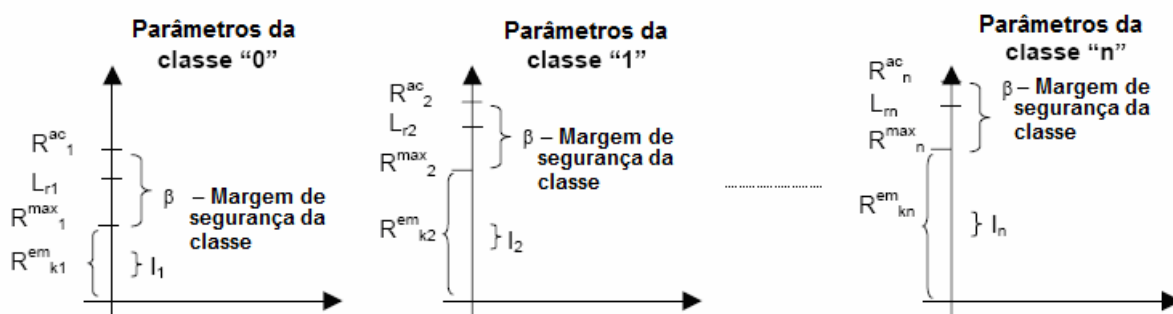 Parâmetros da
classe “0”
R^ac_1
L_r1
R^max_1
R^em_k1
β – Margem de
segurança da
classe
} I_1
Parâmetros da
classe “1”
R^ac_2
L_r2
R^max_2
R^em_k2
β – Margem de
segurança da
classe
} I_2
........................
Parâmetros da
classe “n”
R^ac_n
L_rn
R^max_n
R^em_kn
β – Margem de
segurança da
classe
} I_n